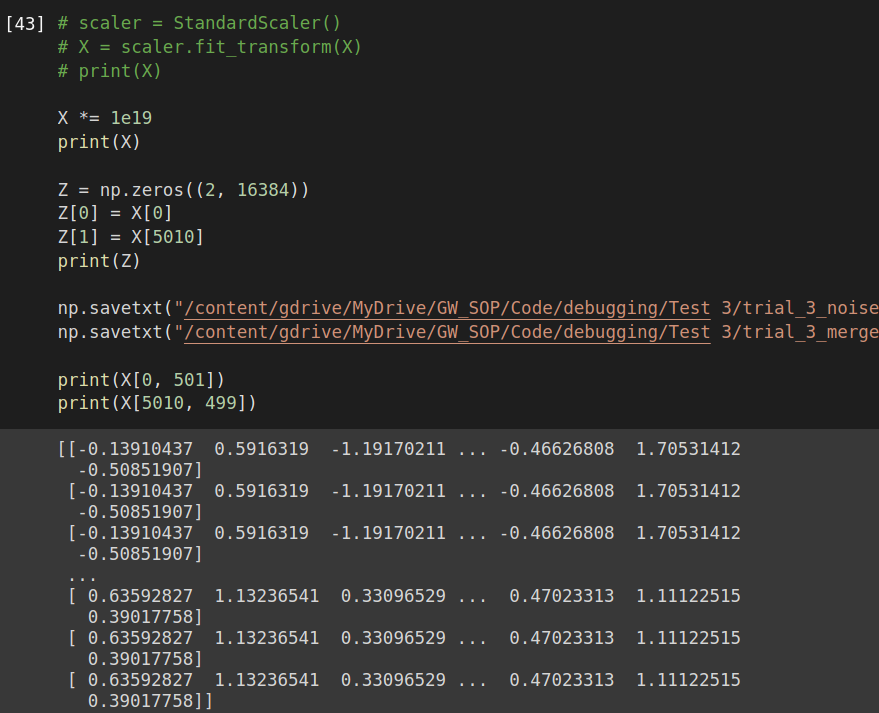 [43] # scaler = StandardScaler()
# X = scaler.fit_transform(X)
# print(X)
X *= 1e19
print(X)
Z = np.zeros((2, 16384))
Z[0] = X[0]
Z[1] = X[5010]
print(Z)
np.savetxt("/content/gdrive/MyDrive/GW_SOP/Code/debugging/Test 3/trial_3_noise
np.savetxt("/content/gdrive/MyDrive/GW_SOP/Code/debugging/Test 3/trial_3_merge
print(X[0, 501])
print(X[5010, 499])
[[-0.13910437 0.5916319 -1.19170211 ... -0.46626808 1.70531412
-0.50851907]
[-0.13910437 0.5916319 -1.19170211 ... -0.46626808 1.70531412
-0.50851907]
[-0.13910437 0.5916319 -1.19170211 ... -0.46626808 1.70531412
-0.50851907]
...
[ 0.63592827 1.13236541 0.33096529 ... 0.47023313 1.11122515
0.39017758]
[ 0.63592827 1.13236541 0.33096529 ... 0.47023313 1.11122515
0.39017758]
[ 0.63592827 1.13236541 0.33096529 ... 0.47023313 1.11122515
0.39017758]]